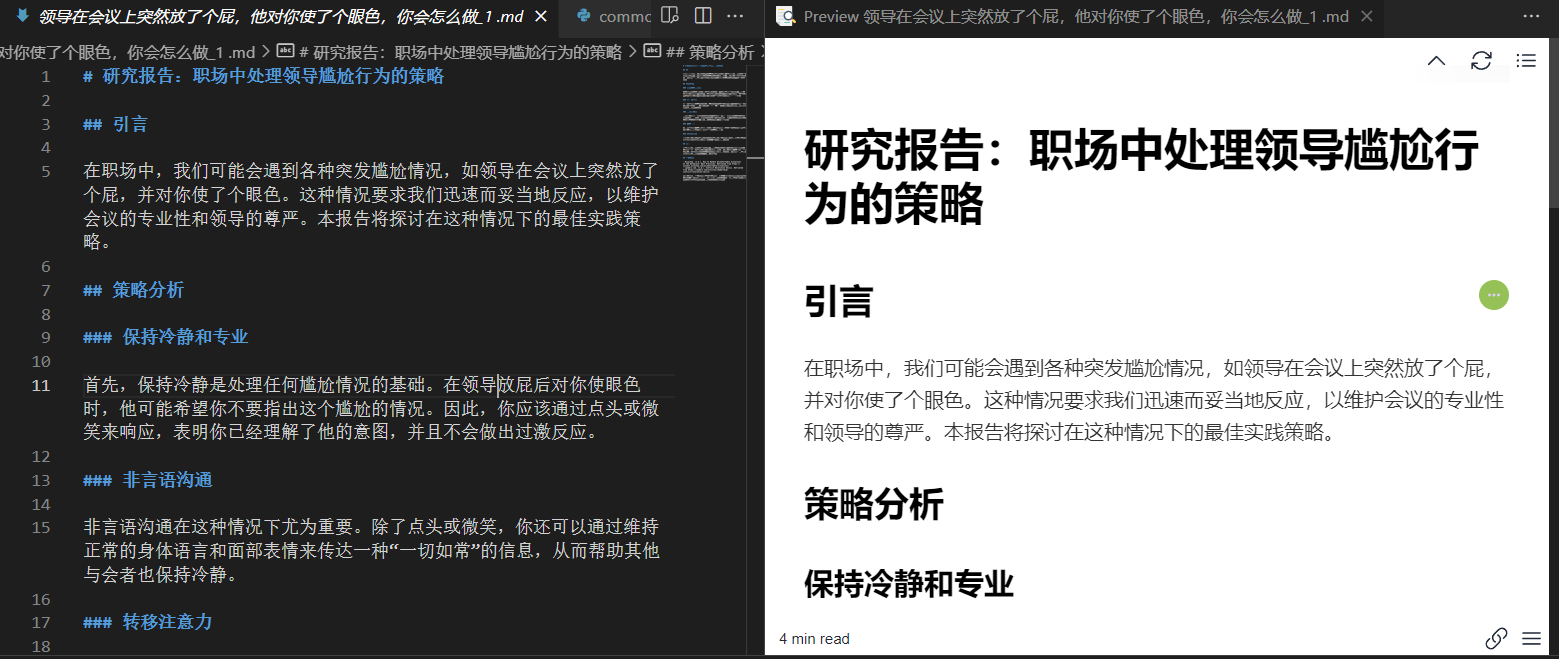 领导在会议上突然放了个屁，他对你使了个眼色，你会怎么做_1 .md
commc
对你使了个眼色，你会怎么做_1 .md > # 研究报告：职场中处理领导尴尬行为的策略 > ## 策略分析
1 # 研究报告：职场中处理领导尴尬行为的策略
2
3 ## 引言
4
5 在职场中，我们可能会遇到各种突发尴尬情况，如领导在会议上突然放了
个屁，并对你使了个眼色。这种情况要求我们迅速而妥当地反应，以维护
会议的专业性和领导的尊严。本报告将探讨在这种情况下的最佳实践策
略。
6
7 ## 策略分析
8
9 ### 保持冷静和专业
10
11 首先，保持冷静是处理任何尴尬情况的基础。在领导放屁后对你使眼色
时，他可能希望你不要指出这个尴尬的情况。因此，你应该通过点头或微
笑来响应，表明你已经理解了他的意图，并且不会做出过激反应。
12
13 ### 非言语沟通
14
15 非言语沟通在这种情况下尤为重要。除了点头或微笑，你还可以通过维持
正常的身体语言和面部表情来传达一种“一切如常”的信息，从而帮助其他
与会者也保持冷静。
16
17 ### 转移注意力
18
Preview 领导在会议上突然放了个屁，他对你使了个眼色，你会怎么做_1 .md
研究报告：职场中处理领导尴尬行
为的策略
引言
在职场中，我们可能会遇到各种突发尴尬情况，如领导在会议上突然放了个屁，
并对你使了个眼色。这种情况要求我们迅速而妥当地反应，以维护会议的专业性
和领导的尊严。本报告将探讨在这种情况下的最佳实践策略。
策略分析
保持冷静和专业
4 min read